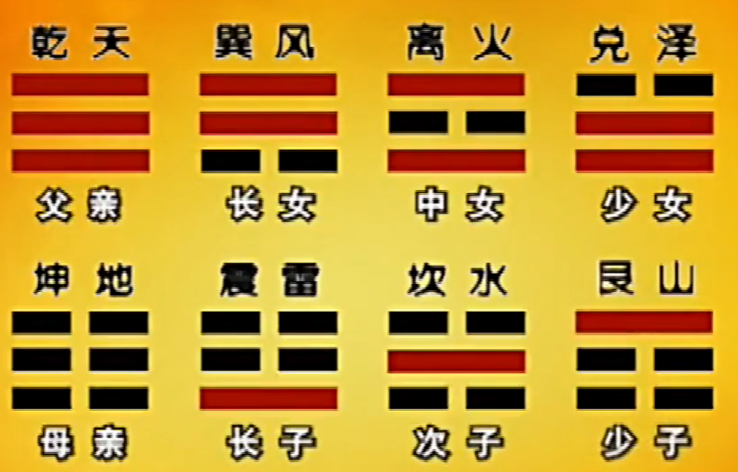 乾天 巽风 离火 兑泽
父亲 长女 中女 少女
坤地 震雷 坎水 艮山
母亲 长子 次子 少子